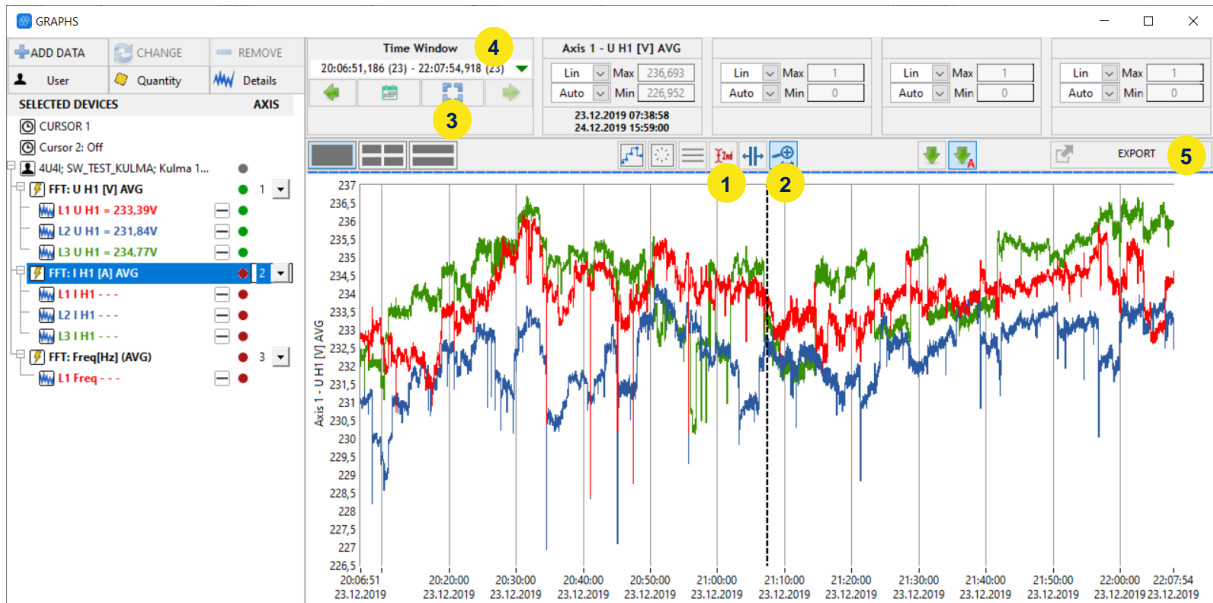 GRAPHS
ADD DATA CHANGE REMOVE
User Quantity Details
SELECTED DEVICES AXIS
CURSOR 1
Cursor 2: Off
4U4I; SW_TEST_KULMA; Kulma 1...
FFT: U H1 [V] AVG 1
L1 U H1 = 233,39V
L2 U H1 = 231,84V
L3 U H1 = 234,77V
FFT: I H1 [A] AVG 2
L1 I H1 - - -
L2 I H1 - - -
L3 I H1 - - -
FFT: Freq[Hz] (AVG) 3
L1 Freq - - -
Time Window 4
20:06:51,186 (23) - 22:07:54,918 (23)
3
Axis 1 - U H1 [V] AVG
Lin Max 236,693
Auto Min 226,952
23.12.2019 07:38:58
24.12.2019 15:59:00
Lin Max 1
Auto Min 0
Lin Max 1
Auto Min 0
Lin Max 1
Auto Min 0
2nd
A
EXPORT 5
1 2
Axis 1 - U H1 [V] AVG
237
236,5
236
235,5
235
234,5
234
233,5
233
232,5
232
231,5
231
230,5
230
229,5
229
228,5
228
227,5
227
226,5
20:06:51 20:20:00 20:30:00 20:40:00 20:50:00 21:00:00 21:10:00 21:20:00 21:30:00 21:40:00 21:50:00 22:00:00 22:07:54
23.12.2019 23.12.2019 23.12.2019 23.12.2019 23.12.2019 23.12.2019 23.12.2019 23.12.2019 23.12.2019 23.12.2019 23.12.2019 23.12.2019 23.12.2019